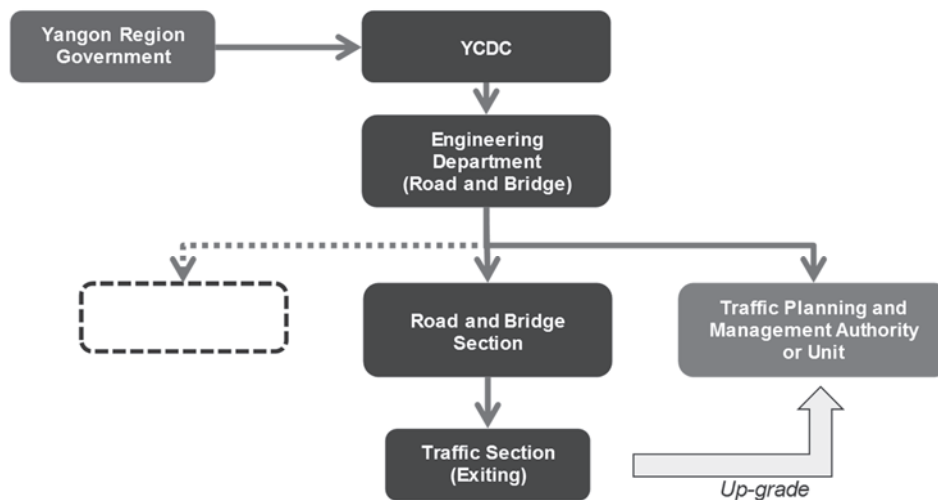 Yangon Region
Government
YCDC
Engineering
Department
(Road and Bridge)
Road and Bridge
Section
Traffic Planning and
Management Authority
or Unit
Traffic Section
(Exiting)
Up-grade